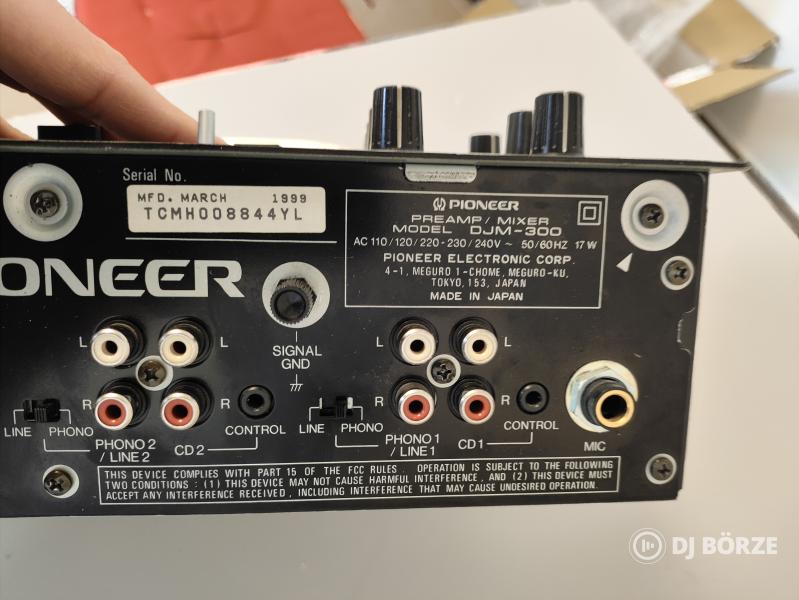 Serial No.
MFD. MARCH 1999
TCMH008844YL
PIONEER
PREAMP/MIXER
MODEL DJM-300
AC 110/120/220-230/240V ~ 50/60HZ 17W
PIONEER ELECTRONIC CORP.
4-1, MEGURO 1-CHOME, MEGURO-KU,
TOKYO, 153, JAPAN
MADE IN JAPAN
IONEER
SIGNAL
GND
L L L L
R R R R
LINE PHONO
PHONO 2
/ LINE 2
CD 2
CONTROL
LINE PHONO
PHONO 1
/ LINE 1
CD 1
CONTROL
MIC
THIS DEVICE COMPLIES WITH PART 15 OF THE FCC RULES. OPERATION IS SUBJECT TO THE FOLLOWING
TWO CONDITIONS : (1) THIS DEVICE MAY NOT CAUSE HARMFUL INTERFERENCE, AND (2) THIS DEVICE MUST
ACCEPT ANY INTERFERENCE RECEIVED, INCLUDING INTERFERENCE THAT MAY CAUSE UNDESIRED OPERATION.
DJ BÖRZE